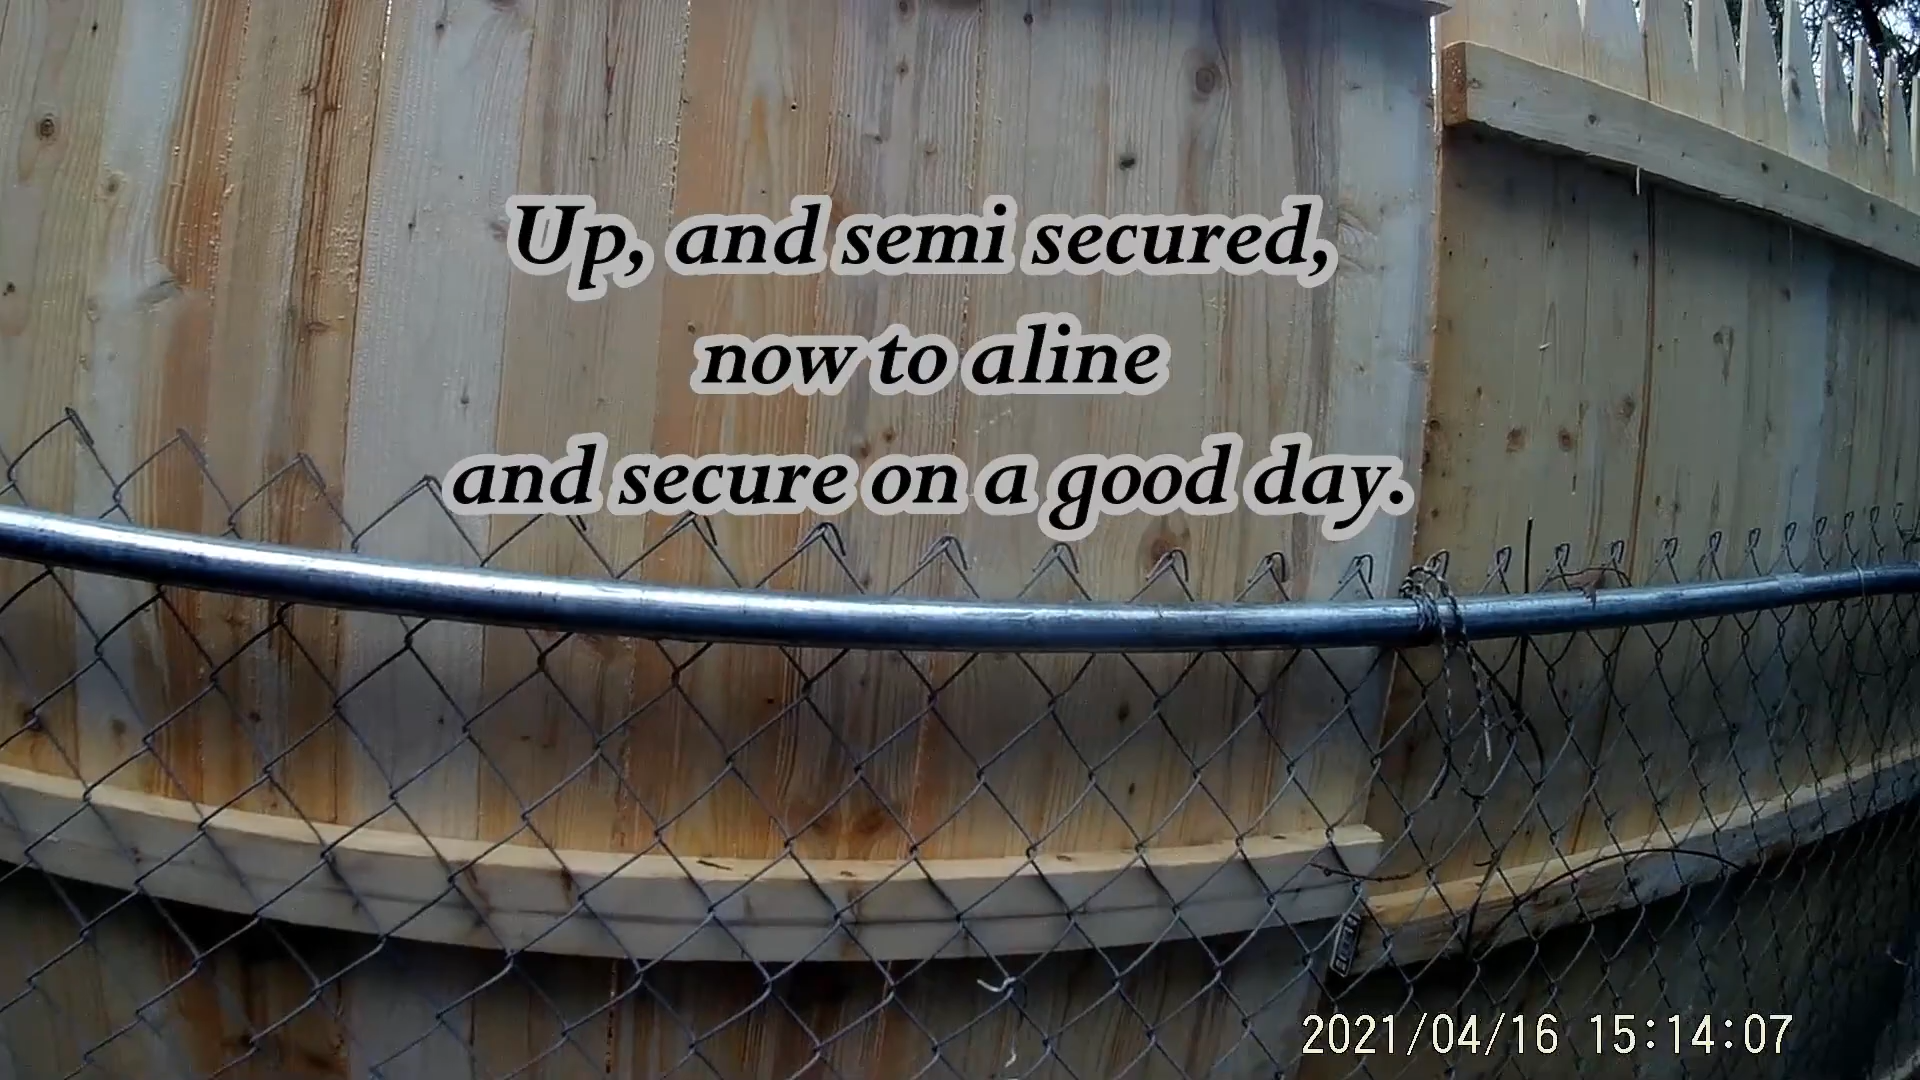 Up, and semi secured,
now to aline
and secure on a good day.
2021/04/16 15:14:07